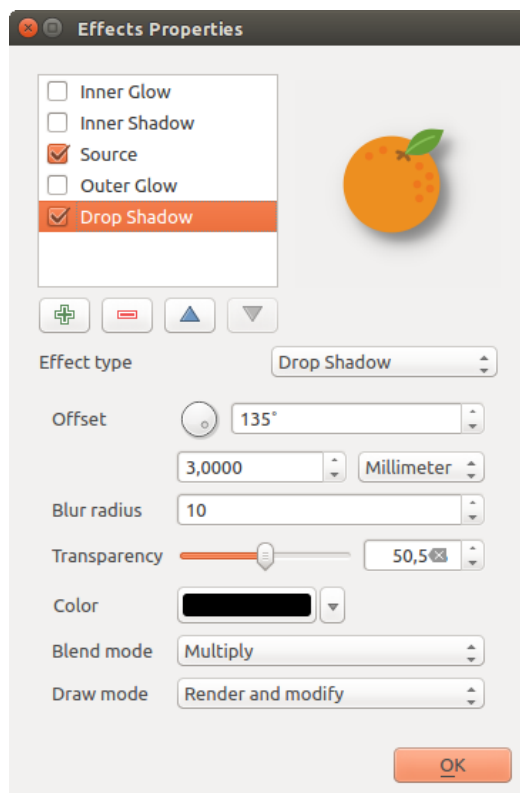 Effects Properties
Inner Glow
Inner Shadow
Source
Outer Glow
Drop Shadow
Effect type Drop Shadow
Offset 135°
3,0000 Millimeter
Blur radius 10
Transparency 50,5
Color
Blend mode Multiply
Draw mode Render and modify
OK